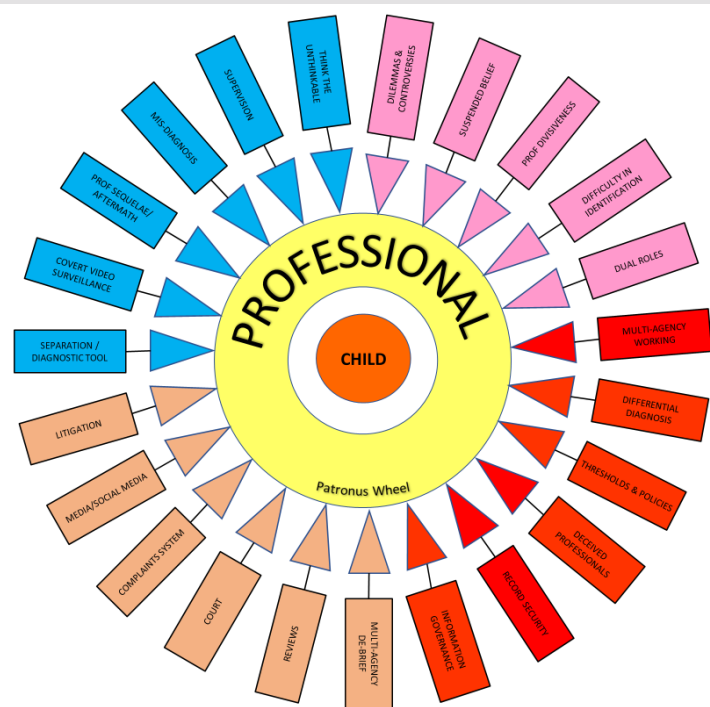 THINK THE
UNTHINKABLE
DILEMMAS &
CONTROVERSIES
SUSPENDED BELIEF
PROF DIVISIVENESS
DIFFICULTY IN
IDENTIFICATION
DUAL ROLES
MULTI-AGENCY
WORKING
DIFFERENTIAL
DIAGNOSIS
THRESHOLDS & POLICIES
DECEIVED
PROFESSIONALS
RECORD SECURITY
INFORMATION
GOVERNANCE
MULTI-AGENCY
DE-BRIEF
REVIEWS
COURT
COMPLAINTS SYSTEM
MEDIA/SOCIAL MEDIA
LITIGATION
SEPARATION /
DIAGNOSTIC TOOL
COVERT VIDEO
SURVEILLANCE
PROF SEQUELAE/
AFTERMATH
MIS-DIAGNOSIS
SUPERVISION
PROFESSIONAL
CHILD
Patronus Wheel